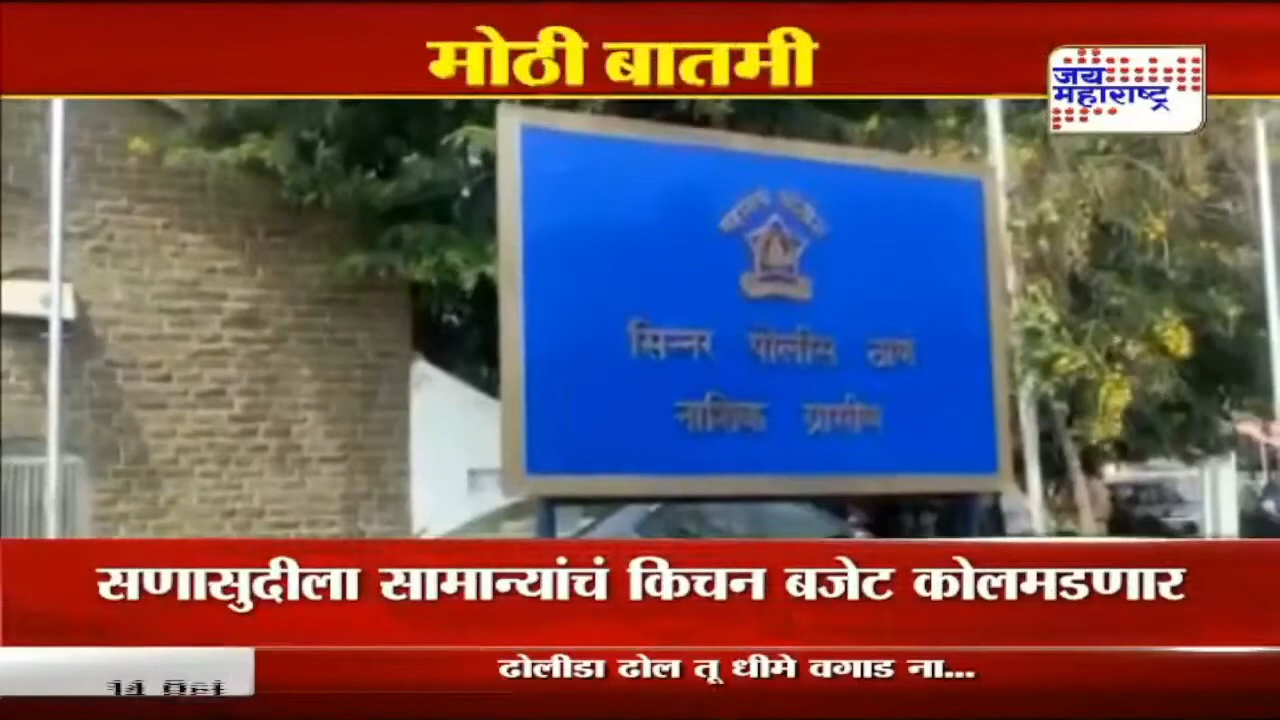 मोठी बातमी
जय
महाराष्ट्र
सिन्नर पोलीस ठाणे
नाशिक ग्रामीण
सणासुदीला सामान्यांचं किचन बजेट कोलमडणार
ढोलीडा ढोल तू धीमे वगाड ना...